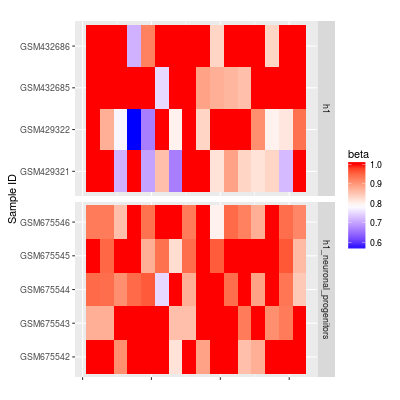 Sample ID
GSM432686
GSM432685
GSM429322
GSM429321
h1
GSM675546
GSM675545
GSM675544
GSM675543
GSM675542
h1_neuronal_progenitors
beta
1.0
0.9
0.8
0.7
0.6